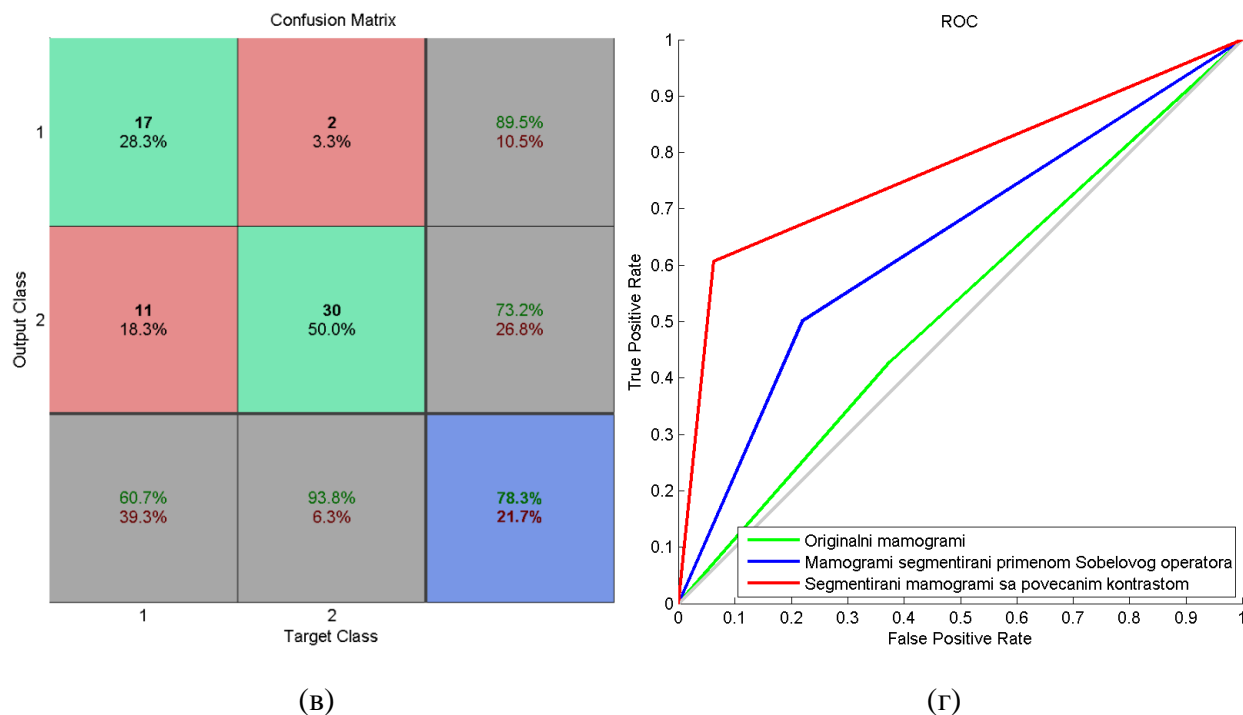 Confusion Matrix
1
17
28.3%
2
3.3%
89.5%
10.5%
2
11
18.3%
30
50.0%
73.2%
26.8%
60.7%
39.3%
93.8%
6.3%
78.3%
21.7%
1
2
Output Class
Target Class
(в)
ROC
1
0.9
0.8
0.7
0.6
0.5
0.4
0.3
0.2
0.1
0
True Positive Rate
Originalni mamogrami
Mamogrami segmentirani primenom Sobelovog operatora
Segmentirani mamogrami sa povecanim kontrastom
0 0.1 0.2 0.3 0.4 0.5 0.6 0.7 0.8 0.9 1
False Positive Rate
(г)